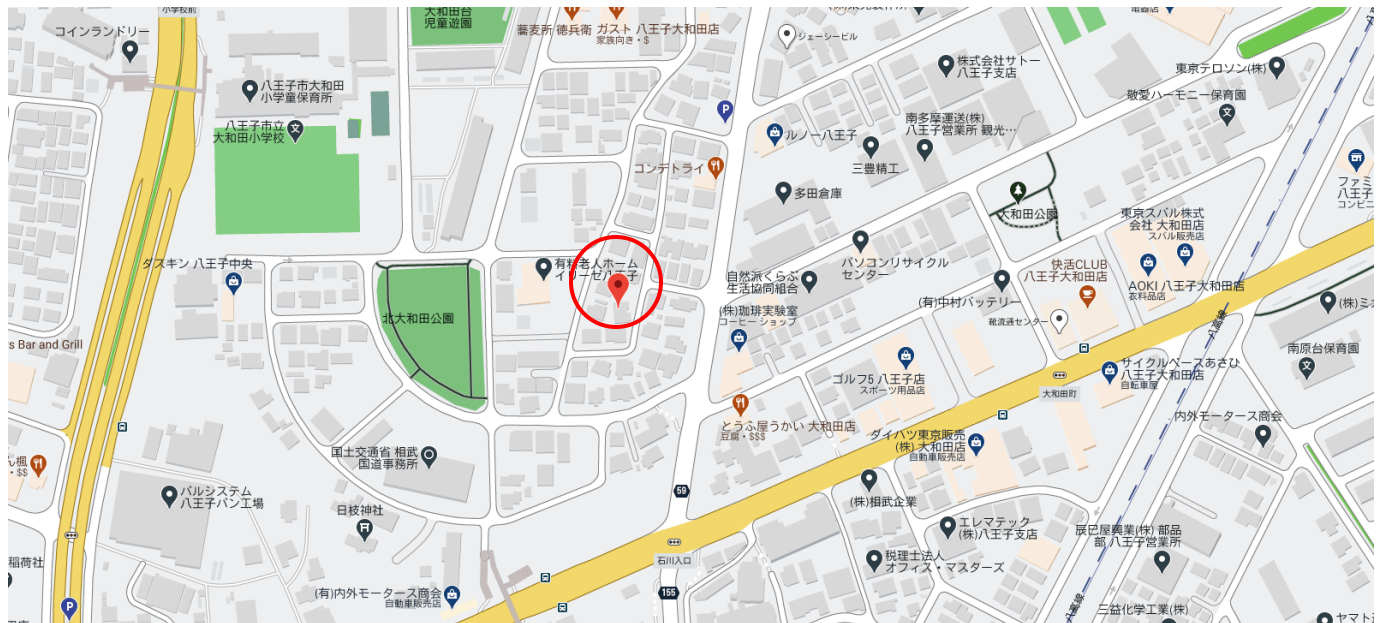 小学校前
コインランドリー
大和田台
児童遊園
蕎麦所 徳兵衛
ガスト 八王子大和田店
家族向き・$
ジェーシービル
電器店
株式会社サトー
八王子支店
東京テロソン(株)
八王子市大和田
小学童保育所
敬愛ハーモニー保育園
P
八王子市立
大和田小学校
文
ルノー八王子
南多摩運送(株)
八王子営業所 観光…
三豊精工
コンデトライ
多田倉庫
ファミ
八王子
コンビニ
大和田公園
東京スバル株式
会社 大和田店
スバル販売店
ダスキン 八王子中央
有料老人ホーム
イリーゼ八王子
パソコンリサイクル
センター
自然派くらぶ
生活協同組合
快活CLUB
八王子大和田店
AOKI 八王子大和田店
衣料品店
(有)中村バッテリー
(株)ミ
(株)珈琲実験室
コーヒー ショップ
靴流通センター
北大和田公園
八高線
s Bar and Grill
南原台保育園
文
サイクルベースあさひ
八王子大和田店
自転車屋
ゴルフ5 八王子店
スポーツ用品店
大和田町
内外モータース商会
とうふ屋うかい 大和田店
豆腐・$$$
ダイハツ東京販売
(株) 大和田店
自動車販売店
国土交通省 相武
国道事務所
ん楓
・$$
パルシステム
八王子パン工場
59
(株)相武企業
日枝神社
エレマテック
(株)八王子支店
辰巳屋興業(株) 部品
部 八王子営業所
石川入口
税理士法人
オフィス・マスターズ
稲荷社
155
(有)内外モータース商会
自動車販売店
八高線
P
三益化学工業(株)
ヤマト運